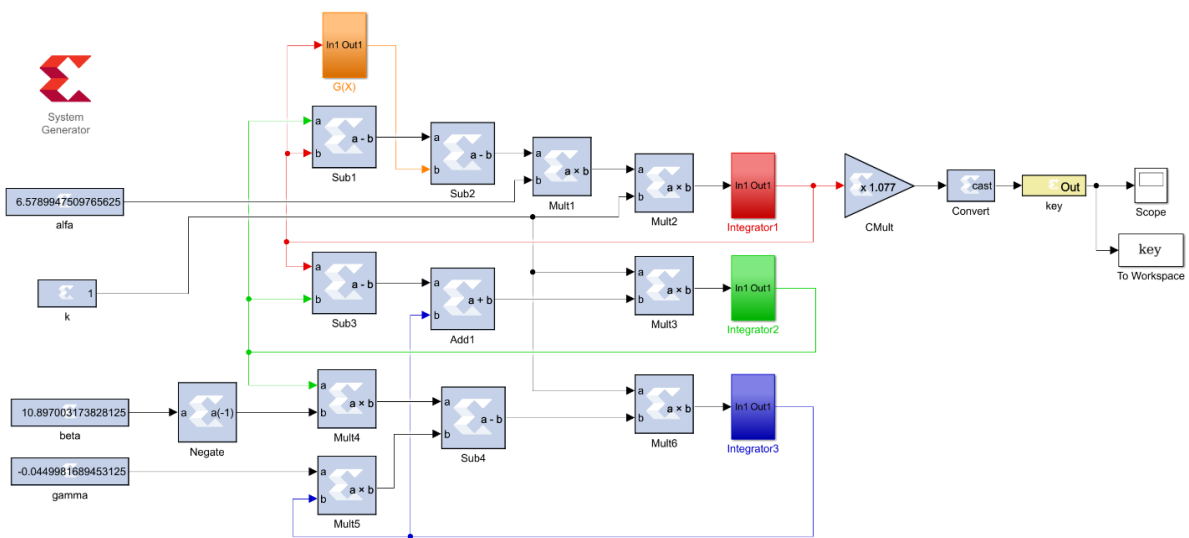 In1 Out1
G(X)
System
Generator
a
b
a - b
Sub1
a
b
a - b
Sub2
a
b
a × b
Mult1
a
b
a × b
Mult2
In1 Out1
Integrator1
x 1.077
CMult
cast
Convert
Out
key
Scope
key
To Workspace
6.5789947509765625
alfa
1
k
a
b
a - b
Sub3
a
b
a + b
Add1
a
b
a × b
Mult3
In1 Out1
Integrator2
10.897003173828125
beta
a
a(-1)
Negate
a
b
a × b
Mult4
a
b
a - b
Sub4
a
b
a × b
Mult6
In1 Out1
Integrator3
-0.0449981689453125
gamma
a
b
a × b
Mult5